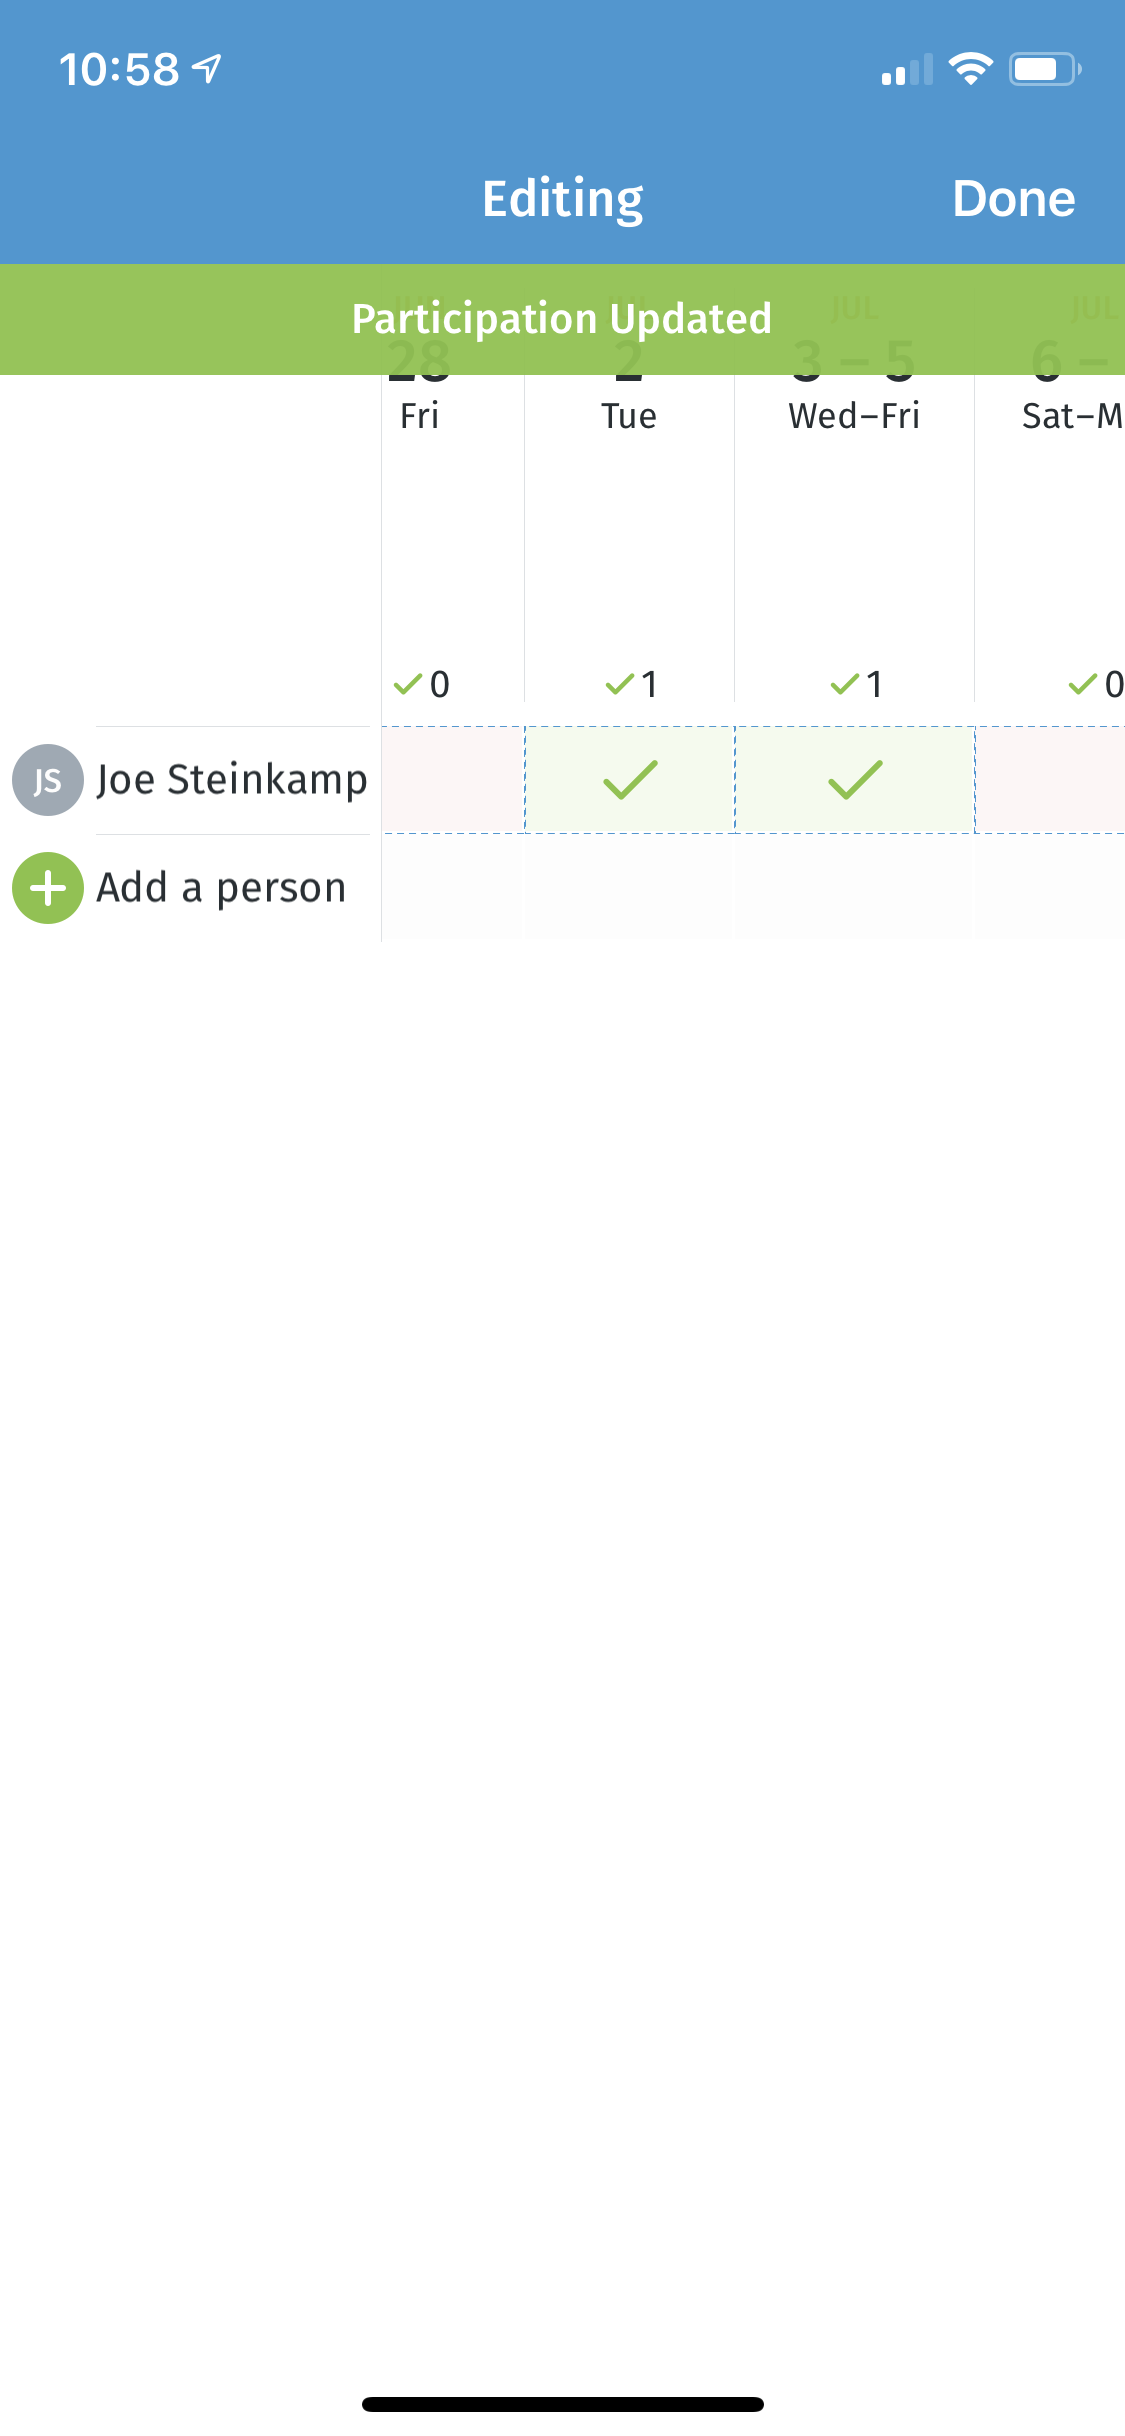 10:58
Editing
Done
Participation Updated
JUL JUL
28 2 3 – 5 6 –
Fri Tue Wed–Fri Sat–M
0 1 1 0
JS Joe Steinkamp
Add a person